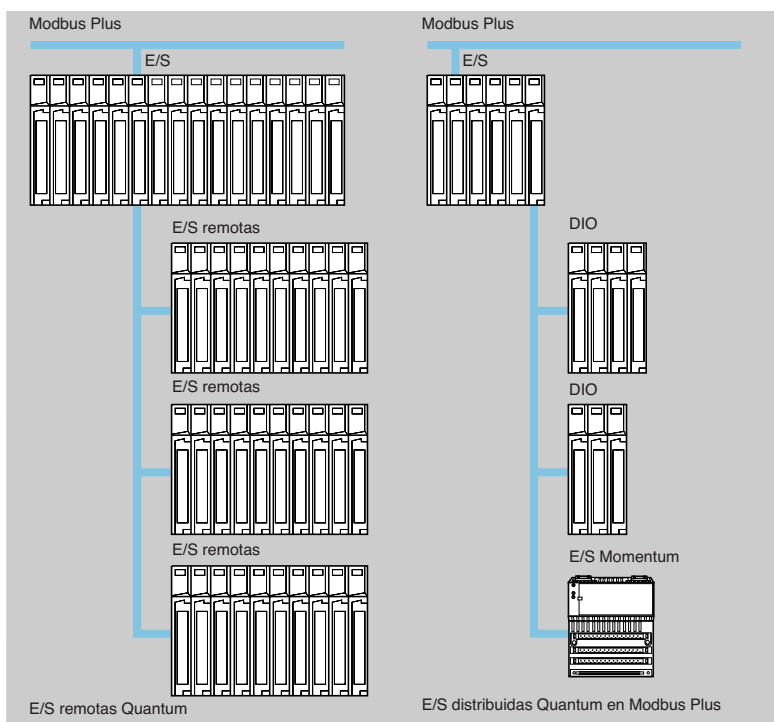 Modbus Plus
E/S
E/S remotas
E/S remotas
E/S remotas
E/S remotas Quantum
Modbus Plus
E/S
DIO
DIO
E/S Momentum
E/S distribuidas Quantum en Modbus Plus